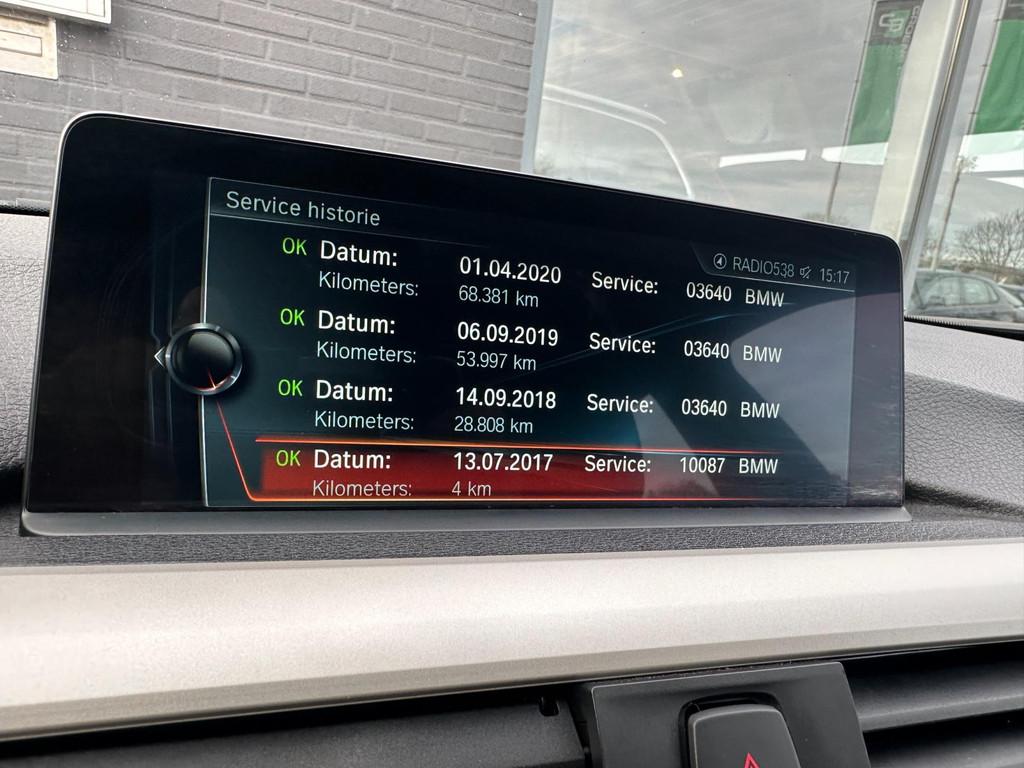 Service historie
RADIO538 15:17
OK Datum: 01.04.2020 Service: 03640 BMW
Kilometers: 68.381 km
OK Datum: 06.09.2019 Service: 03640 BMW
Kilometers: 53.997 km
OK Datum: 14.09.2018 Service: 03640 BMW
Kilometers: 28.808 km
OK Datum: 13.07.2017 Service: 10087 BMW
Kilometers: 4 km